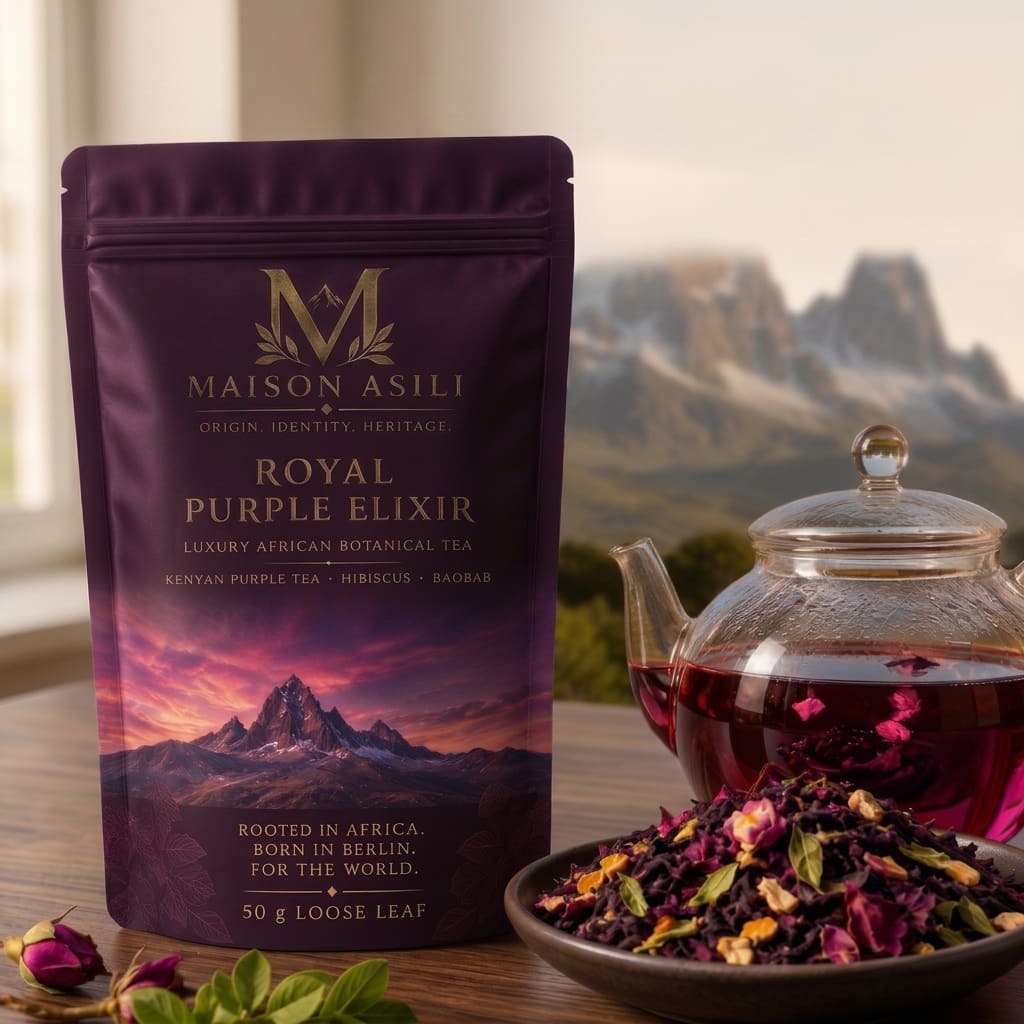 M
MAISON ASILI
ORIGIN. IDENTITY. HERITAGE.
ROYAL
PURPLE ELIXIR
LUXURY AFRICAN BOTANICAL TEA
KENYAN PURPLE TEA · HIBISCUS · BAOBAB
ROOTED IN AFRICA.
BORN IN BERLIN.
FOR THE WORLD.
50 g LOOSE LEAF